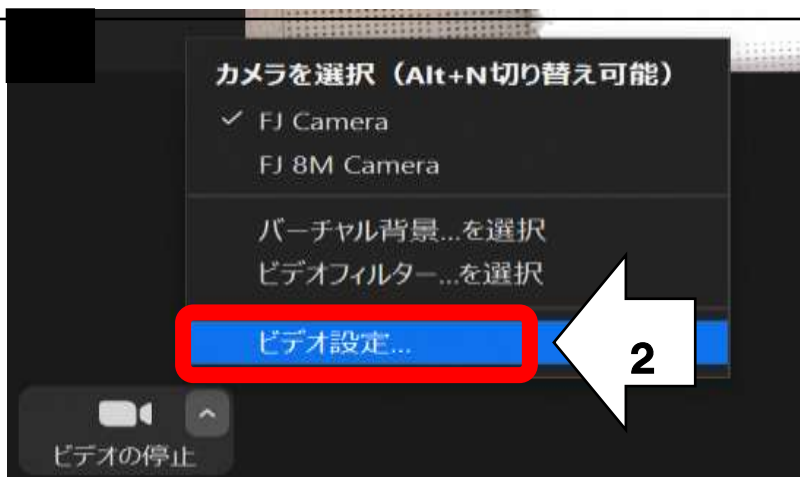 カメラを選択（Alt+N切り替え可能）
✓ FJ Camera
FJ 8M Camera
バーチャル背景...を選択
ビデオフィルター...を選択
ビデオ設定...
2
ビデオの停止